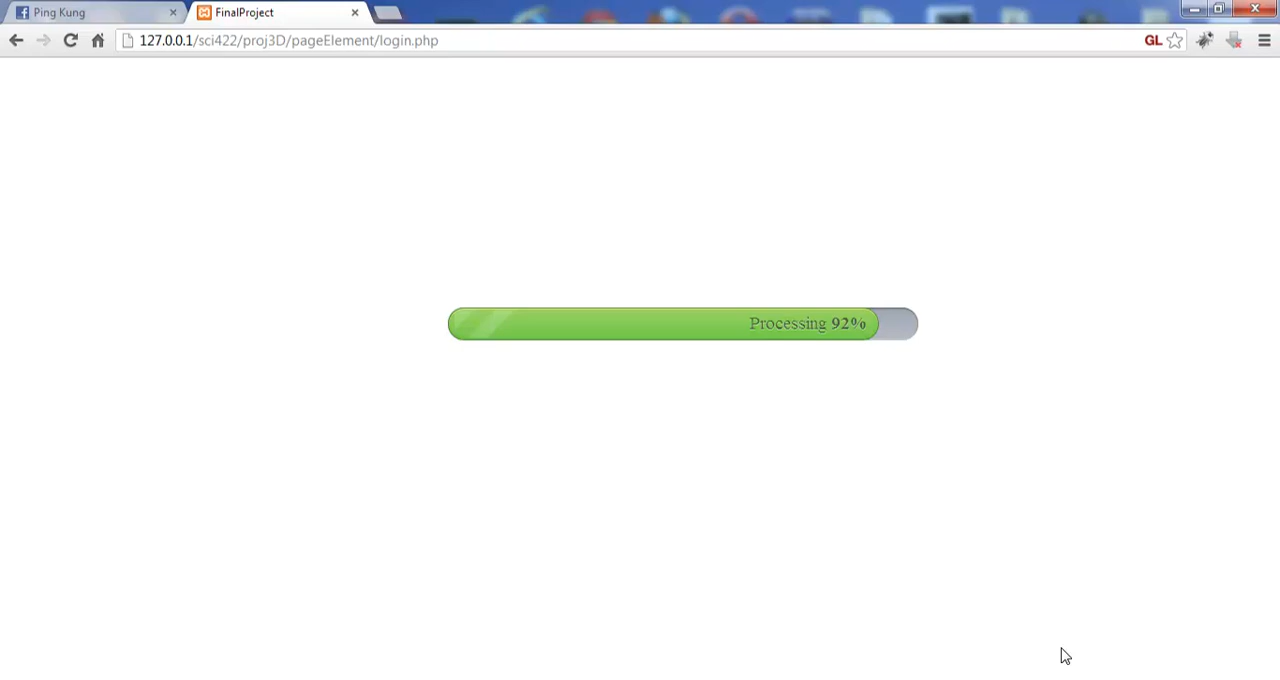 Ping Kung
FinalProject
127.0.0.1/sci422/proj3D/pageElement/login.php
GL
Processing 92%